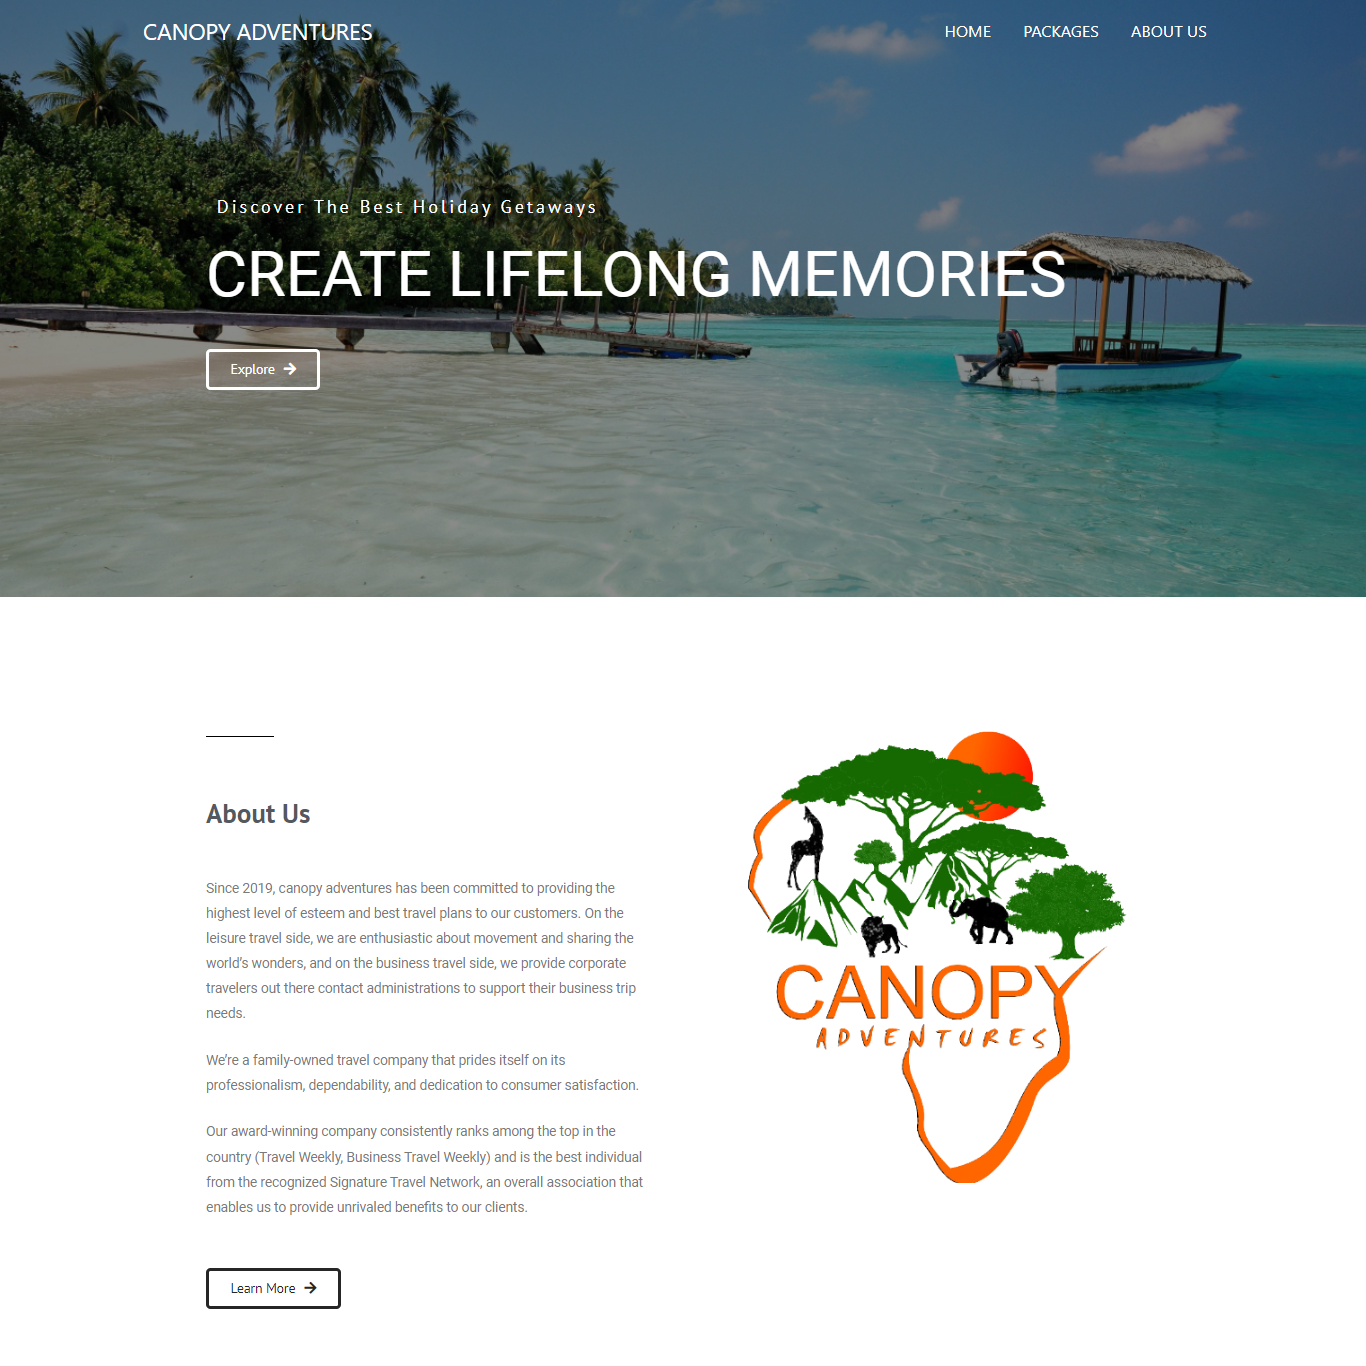 CANOPY ADVENTURES
HOME PACKAGES ABOUT US
Discover The Best Holiday Getaways
CREATE LIFELONG MEMORIES
Explore
About Us
Since 2019, canopy adventures has been committed to providing the
highest level of esteem and best travel plans to our customers. On the
leisure travel side, we are enthusiastic about movement and sharing the
world’s wonders, and on the business travel side, we provide corporate
travelers out there contact administrations to support their business trip
needs.
We’re a family-owned travel company that prides itself on its
professionalism, dependability, and dedication to consumer satisfaction.
Our award-winning company consistently ranks among the top in the
country (Travel Weekly, Business Travel Weekly) and is the best individual
from the recognized Signature Travel Network, an overall association that
enables us to provide unrivaled benefits to our clients.
Learn More
CANOPY
ADVENTURES